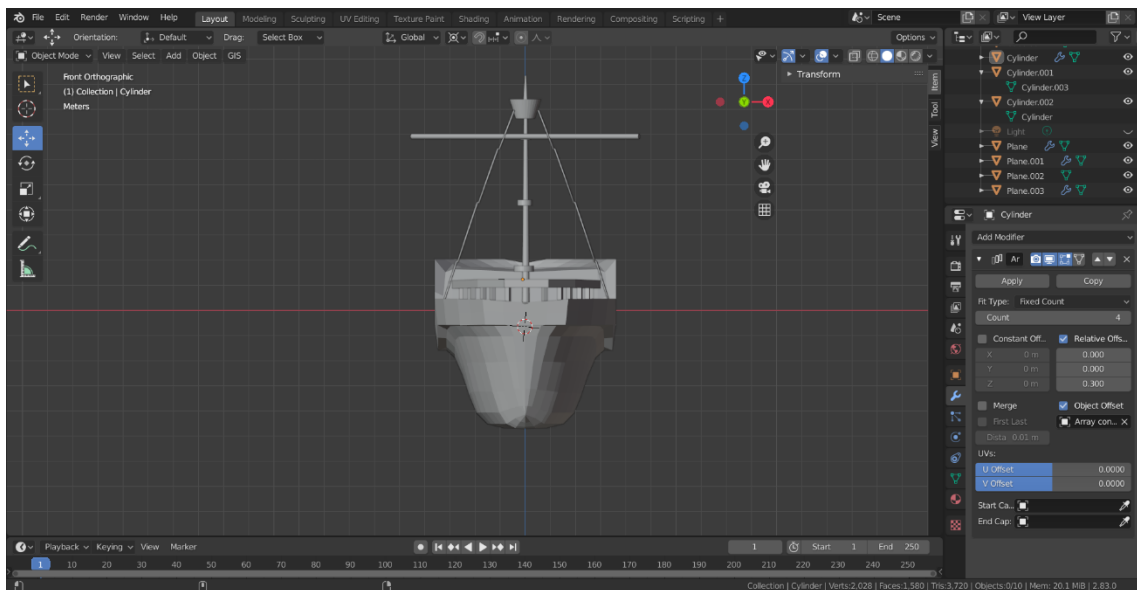 File Edit Render Window Help Layout Modeling Sculpting UV Editing Texture Paint Shading Animation Rendering Compositing Scripting + Scene View Layer
Orientation: Default Drag: Select Box Global Options
Object Mode View Select Add Object GIS
Front Orthographic
(1) Collection | Cylinder
Meters
Transform
Item
Tool
View
Z
Y
X
Cylinder
Cylinder.001
Cylinder.003
Cylinder.002
Cylinder
Light
Plane
Plane.001
Plane.002
Plane.003
Cylinder
Add Modifier
Ar
Apply Copy
Fit Type: Fixed Count
Count 4
Constant Off... Relative Offs...
X 0 m 0.000
Y 0 m 0.000
Z 0 m 0.300
Merge Object Offset
First Last Array con...
Dista 0.01 m
UVs:
U Offset 0.0000
V Offset 0.0000
Start Ca...
End Cap:
Playback Keying View Marker 1 Start 1 End 250
1 10 20 30 40 50 60 70 80 90 100 110 120 130 140 150 160 170 180 190 200 210 220 230 240 250
Collection | Cylinder | Verts:2,028 | Faces:1,580 | Tris:3,720 | Objects:0/10 | Mem: 20.1 MiB | 2.83.0